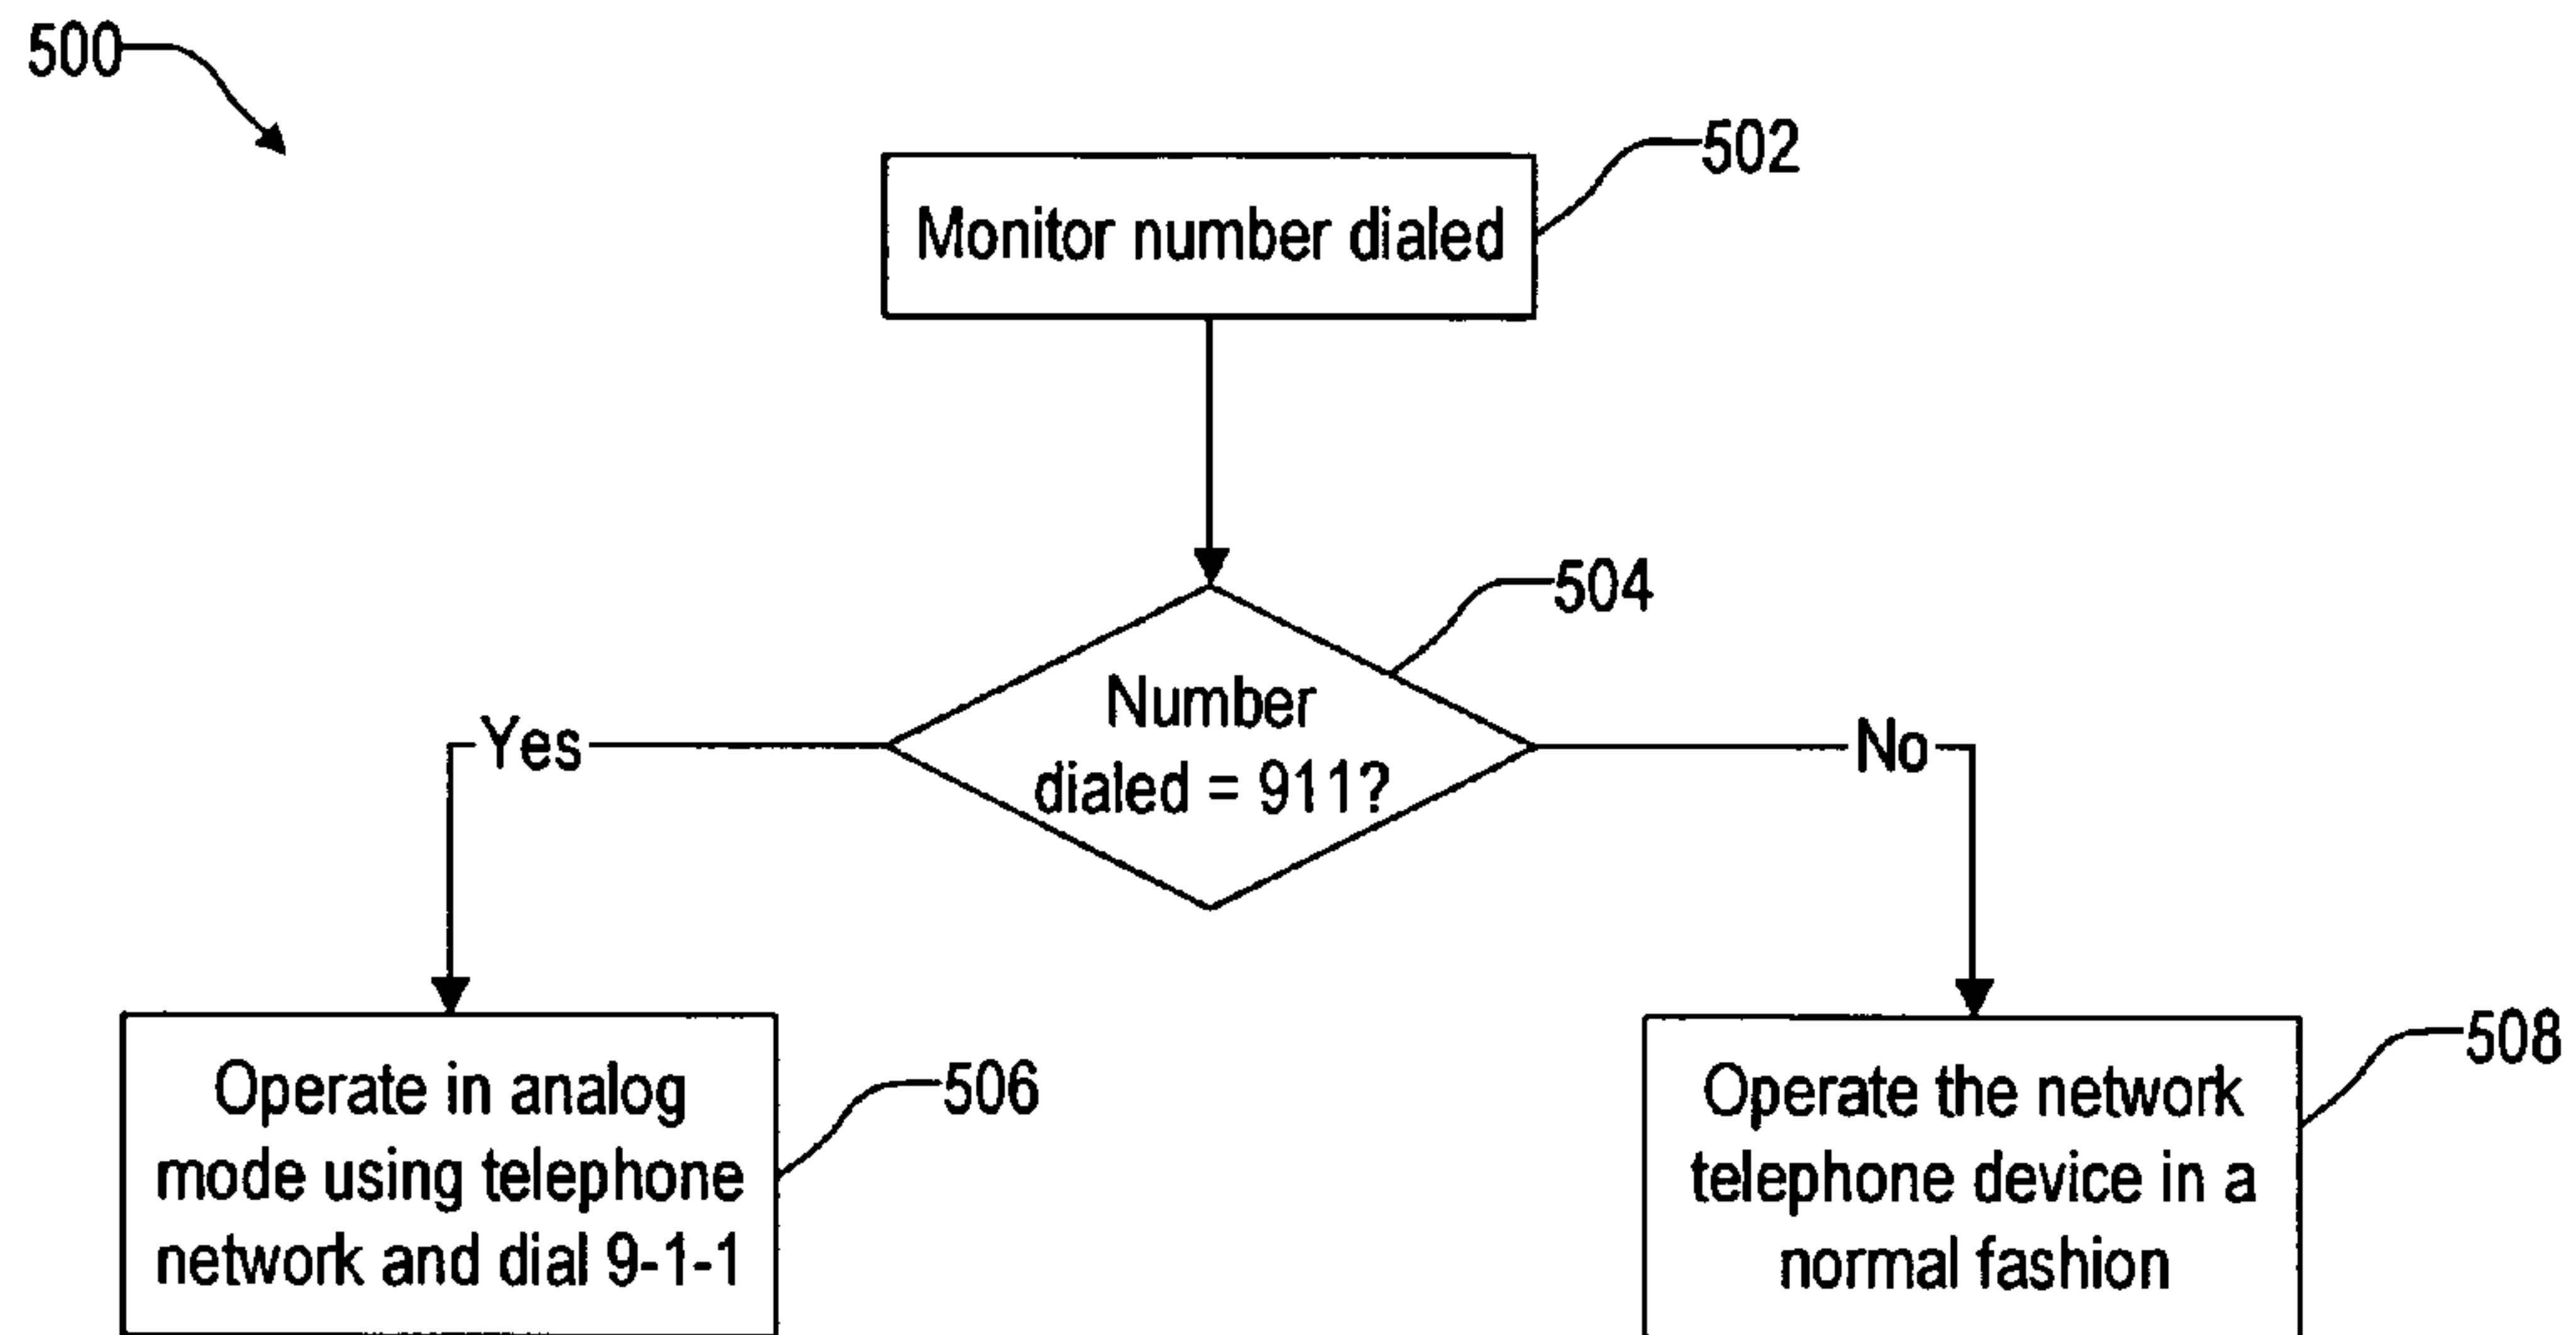 500
502
Monitor number dialed
504
Number
dialed = 911?
Yes
No
506
Operate in analog
mode using telephone
network and dial 9-1-1
508
Operate the network
telephone device in a
normal fashion